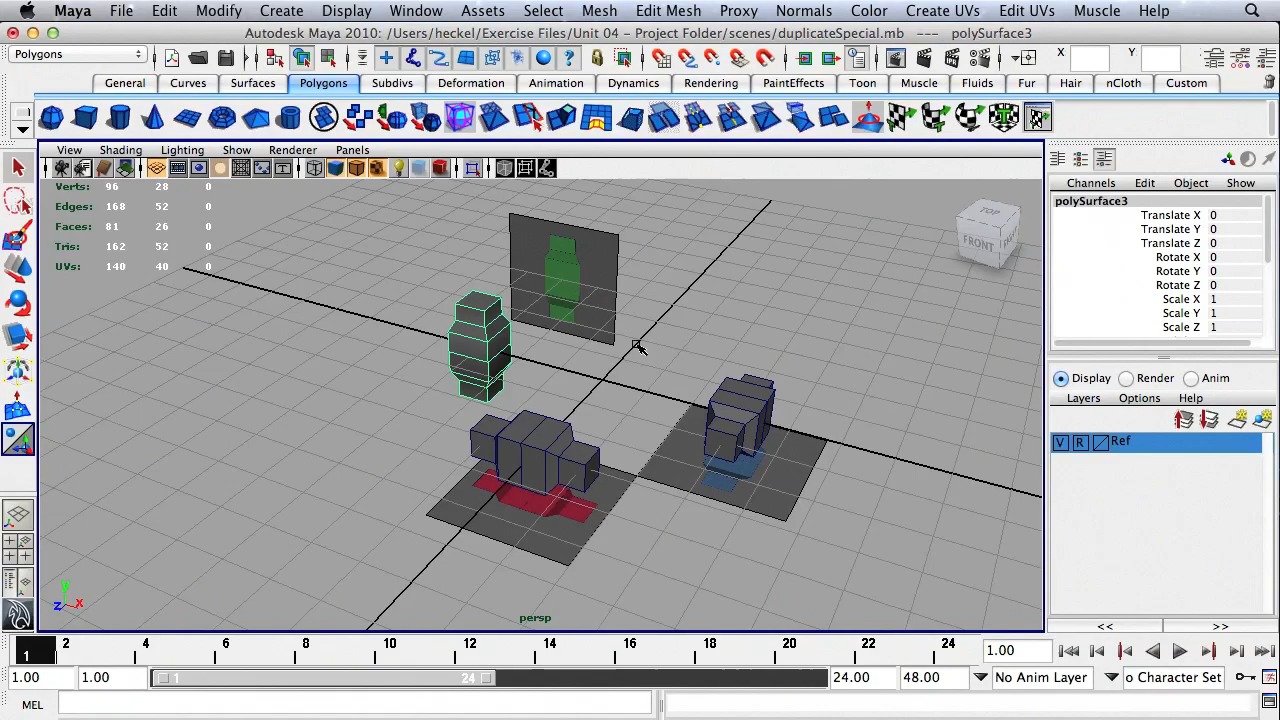 Maya File Edit Modify Create Display Window Assets Select Mesh Edit Mesh Proxy Normals Color Create UVs Edit UVs Muscle Help
Autodesk Maya 2010: /Users/heckel/Exercise Files/Unit 04 - Project Folder/scenes/duplicateSpecial.mb --- polySurface3
Polygons X Y
General Curves Surfaces Polygons Subdivs Deformation Animation Dynamics Rendering PaintEffects Toon Muscle Fluids Fur Hair nCloth Custom
View Shading Lighting Show Renderer Panels
Verts: 96 28 0
Edges: 168 52 0
Faces: 81 26 0
Tris: 162 52 0
UVs: 140 40 0
TOP
FRONT
y
z x
persp
Channels Edit Object Show
polySurface3
Translate X 0
Translate Y 0
Translate Z 0
Rotate X 0
Rotate Y 0
Rotate Z 0
Scale X 1
Scale Y 1
Scale Z 1
Display Render Anim
Layers Options Help
V R Ref
<< >>
1 2 4 6 8 10 12 14 16 18 20 22 24 1.00
1.00 1.00 1 24 24.00 48.00 No Anim Layer o Character Set
MEL